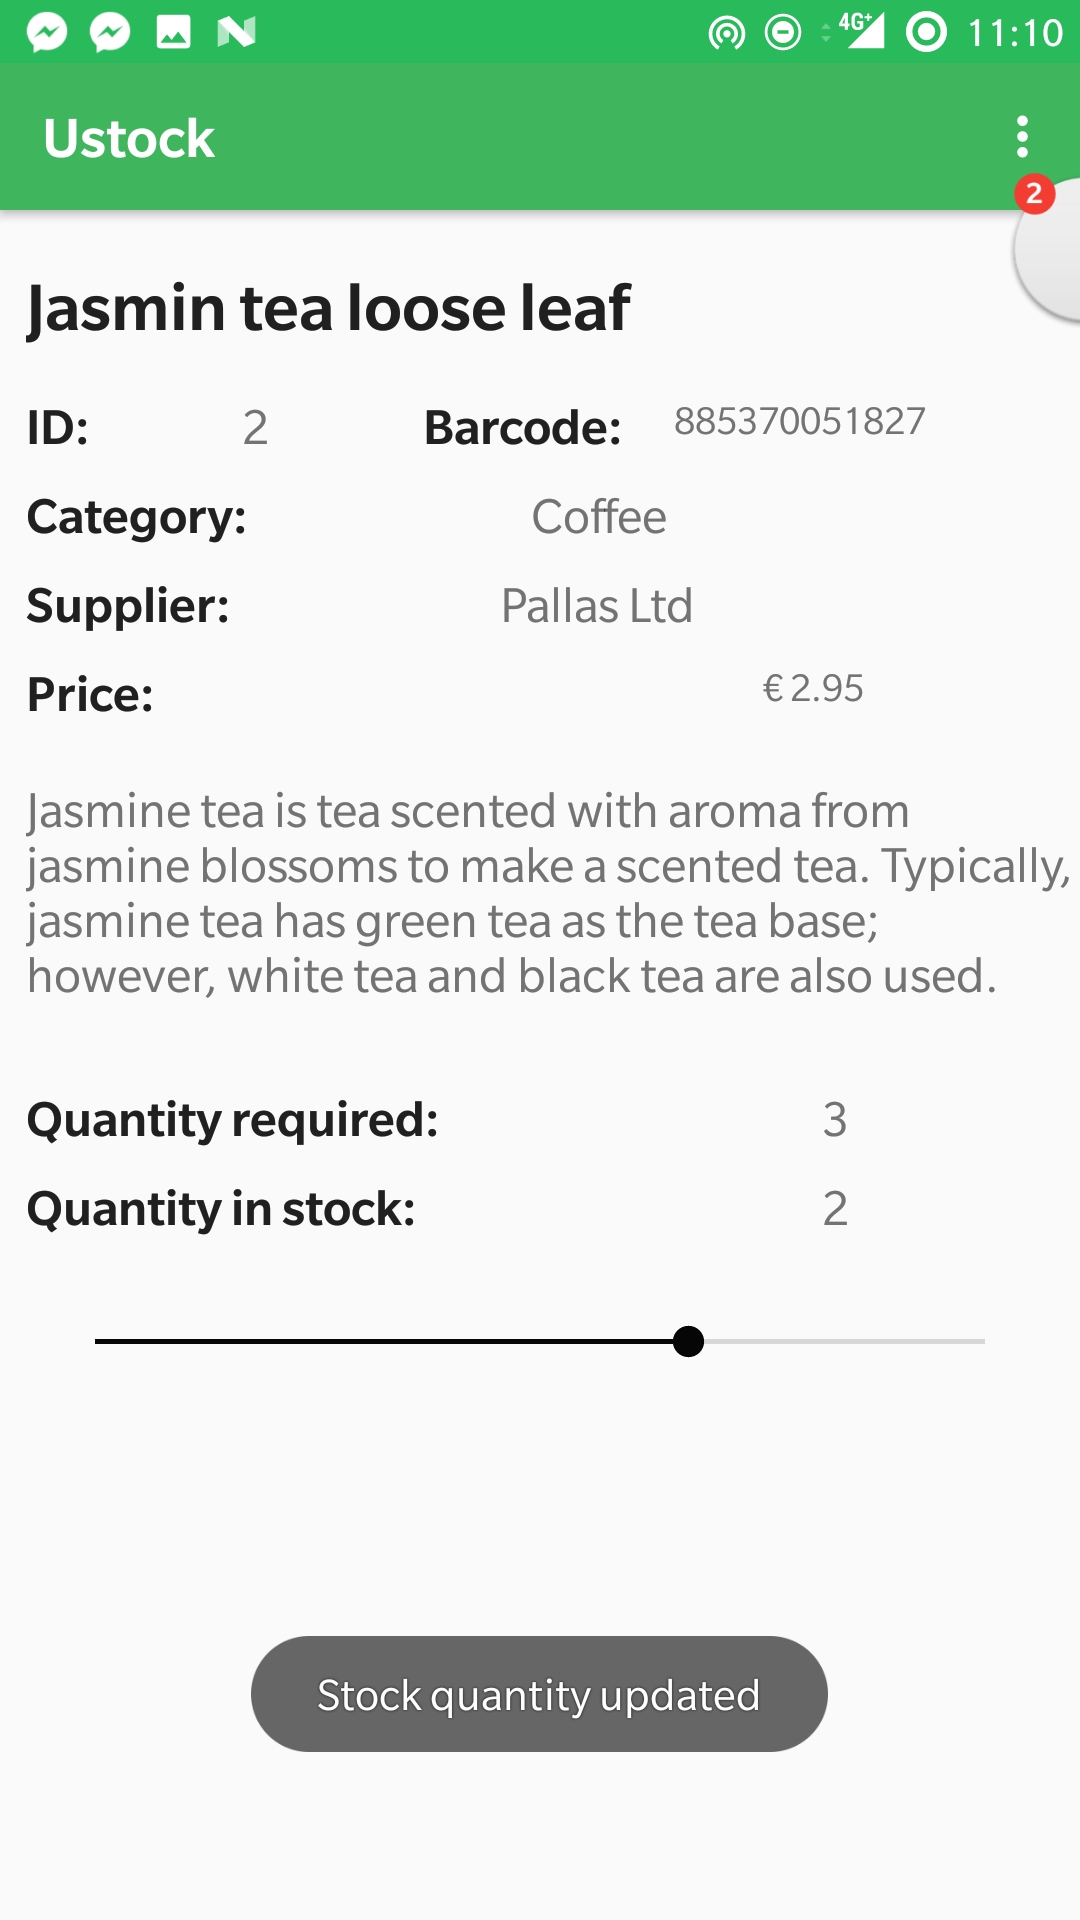 4G+ 11:10
Ustock
2
Jasmin tea loose leaf
ID: 2 Barcode: 885370051827
Category: Coffee
Supplier: Pallas Ltd
Price: € 2.95
Jasmine tea is tea scented with aroma from
jasmine blossoms to make a scented tea. Typically,
jasmine tea has green tea as the tea base;
however, white tea and black tea are also used.
Quantity required: 3
Quantity in stock: 2
Stock quantity updated